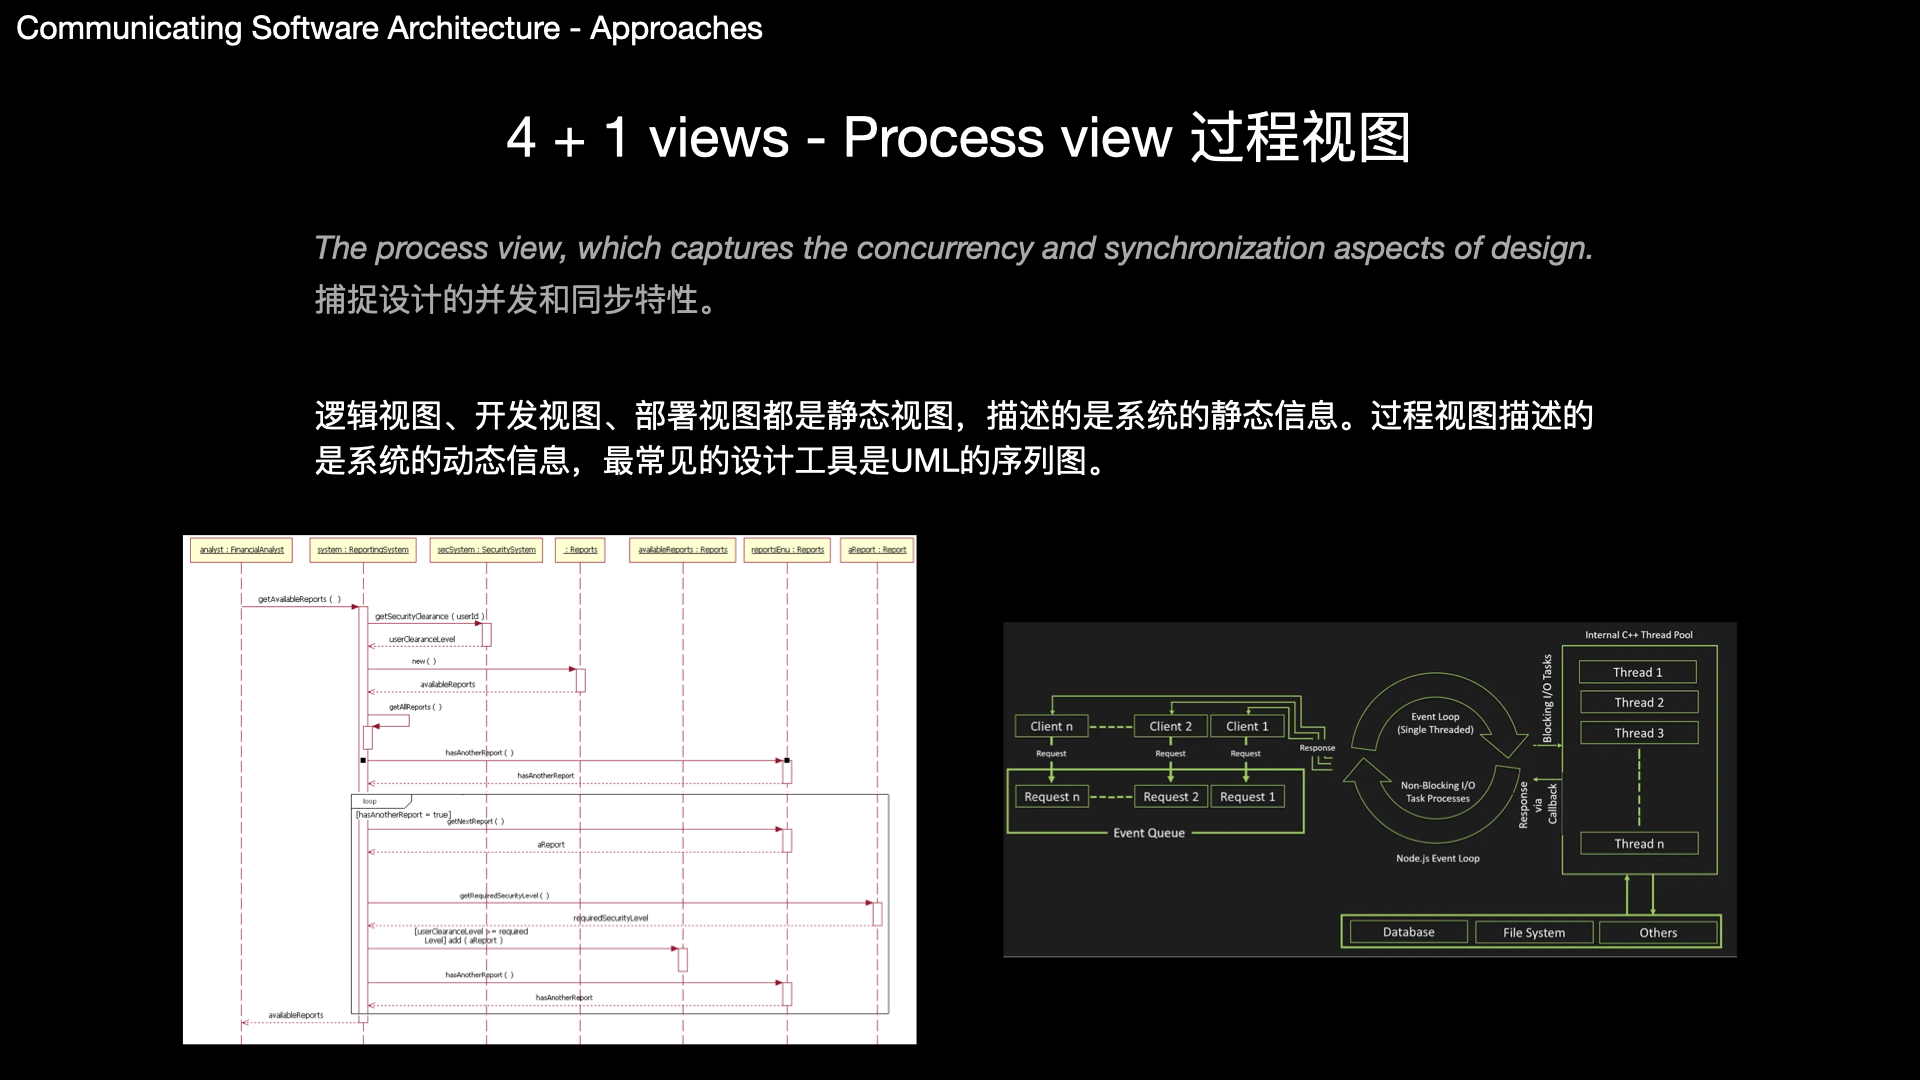 Communicating Software Architecture - Approaches
4 + 1 views - Process view 过程视图
The process view, which captures the concurrency and synchronization aspects of design.
捕捉设计的并发和同步特性。
逻辑视图、开发视图、部署视图都是静态视图，描述的是系统的静态信息。过程视图描述的
是系统的动态信息，最常见的设计工具是UML的序列图。
analyst : FinancialAnalyst
system : ReportingSystem
secSystem : SecuritySystem
: Reports
availableReports : Reports
reportsEnu : Reports
aReport : Report
getAvailableReports ( )
getSecurityClearance ( userId )
userClearanceLevel
new ( )
availableReports
getAllReports ( )
hasAnotherReport ( )
hasAnotherReport
loop
[hasAnotherReport = true]
getNextReport ( )
aReport
getRequiredSecurityLevel ( )
requiredSecurityLevel
[userClearanceLevel >= required
Level] add ( aReport )
hasAnotherReport ( )
hasAnotherReport
availableReports
Client n
Client 2
Client 1
Request
Request
Request
Response
Request n
Request 2
Request 1
Event Queue
Event Loop
(Single Threaded)
Non-Blocking I/O
Task Processes
Node.js Event Loop
Blocking I/O Tasks
Response
via
Callback
Internal C++ Thread Pool
Thread 1
Thread 2
Thread 3
Thread n
Database
File System
Others